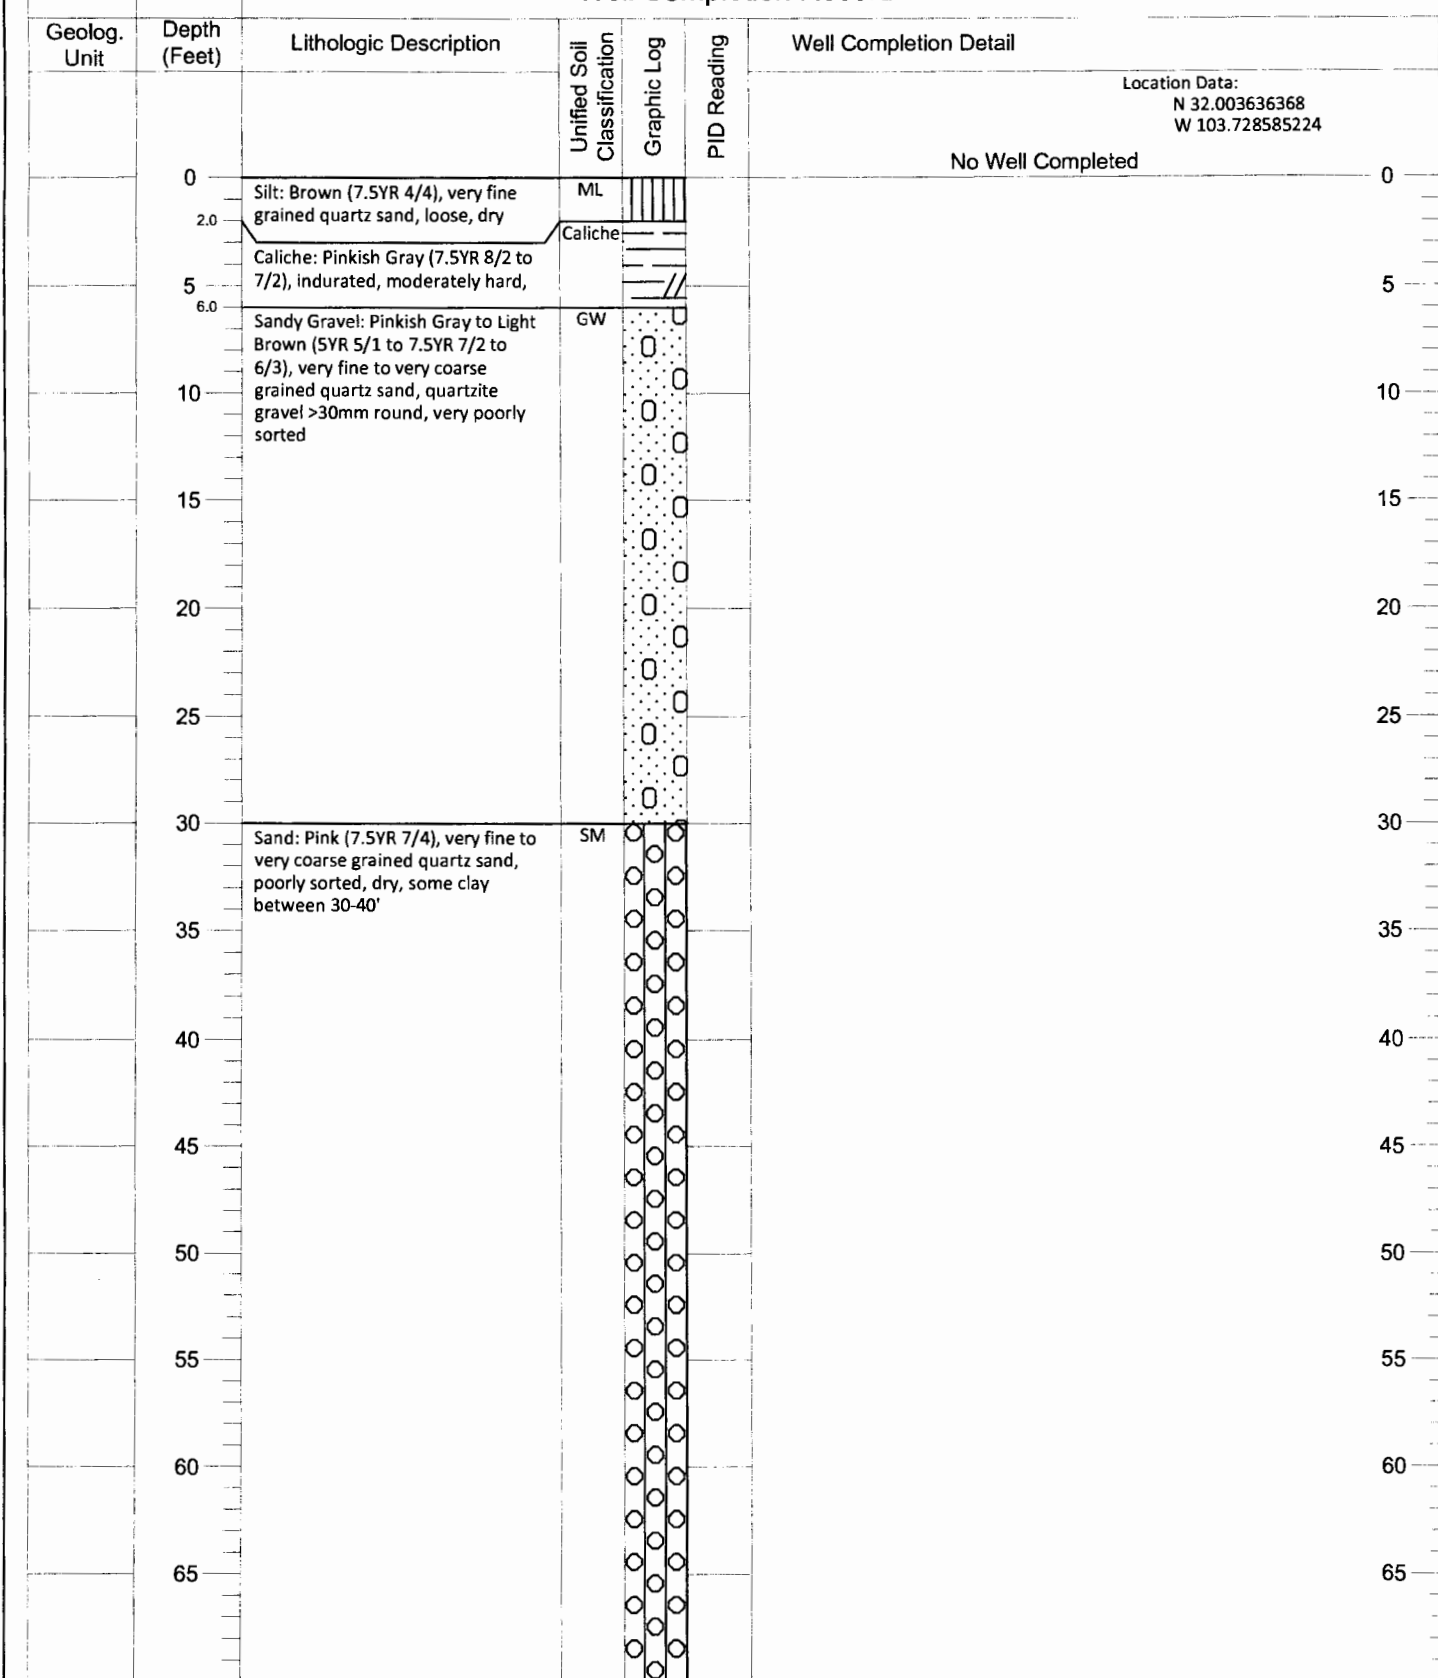 Geolog.
Unit
Depth
(Feet)
Lithologic Description
Unified Soil
Classification
Graphic Log
PID Reading
Well Completion Detail
Location Data:
N 32.003636368
W 103.728585224
No Well Completed
0
Silt: Brown (7.5YR 4/4), very fine
grained quartz sand, loose, dry
ML
0
2.0
Caliche
Caliche: Pinkish Gray (7.5YR 8/2 to
7/2), indurated, moderately hard,
5
5
6.0
Sandy Gravel: Pinkish Gray to Light
Brown (5YR 5/1 to 7.5YR 7/2 to
6/3), very fine to very coarse
grained quartz sand, quartzite
gravel >30mm round, very poorly
sorted
GW
10
10
15
15
20
20
25
25
30
Sand: Pink (7.5YR 7/4), very fine to
very coarse grained quartz sand,
poorly sorted, dry, some clay
between 30-40'
SM
30
35
35
40
40
45
45
50
50
55
55
60
60
65
65